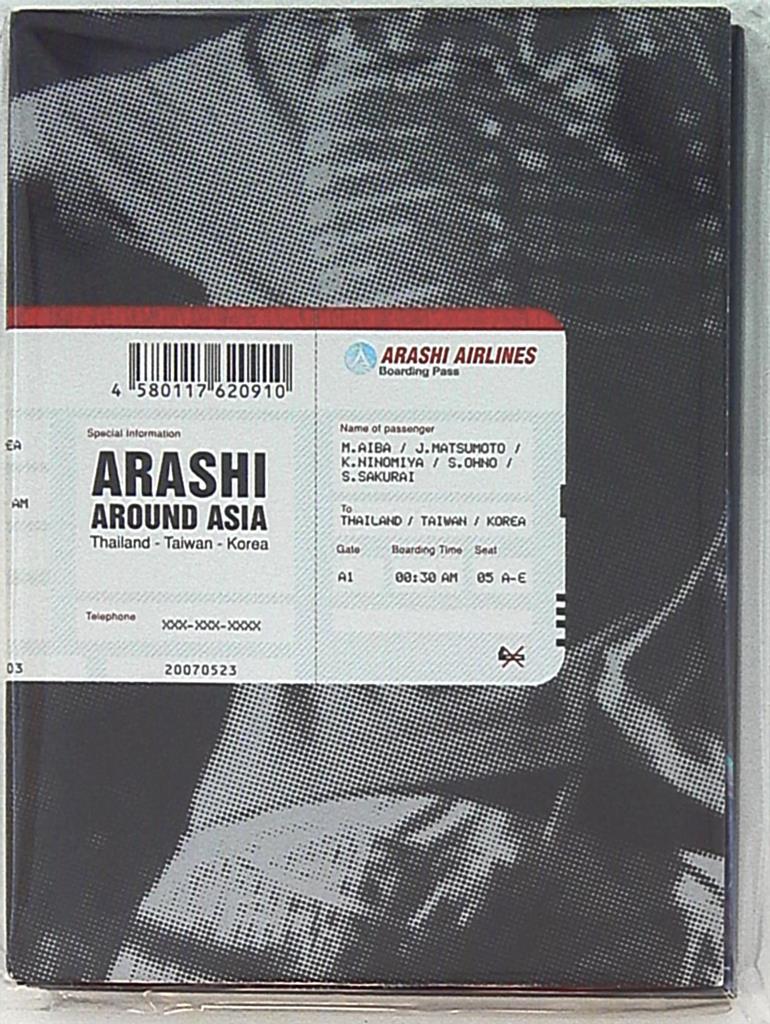 4 580117 620910
Special Information
ARASHI
AROUND ASIA
Thailand - Taiwan - Korea
Telephone
XXX-XXX-XXXX
20070523
EA
AM
03
ARASHI AIRLINES
Boarding Pass
Name of passenger
M.AIBA / J.MATSUMOTO /
K.NINOMIYA / S.OHNO /
S.SAKURAI
To
THAILAND / TAIWAN / KOREA
Gate Boarding Time Seat
A1 00:30 AM 05 A-E